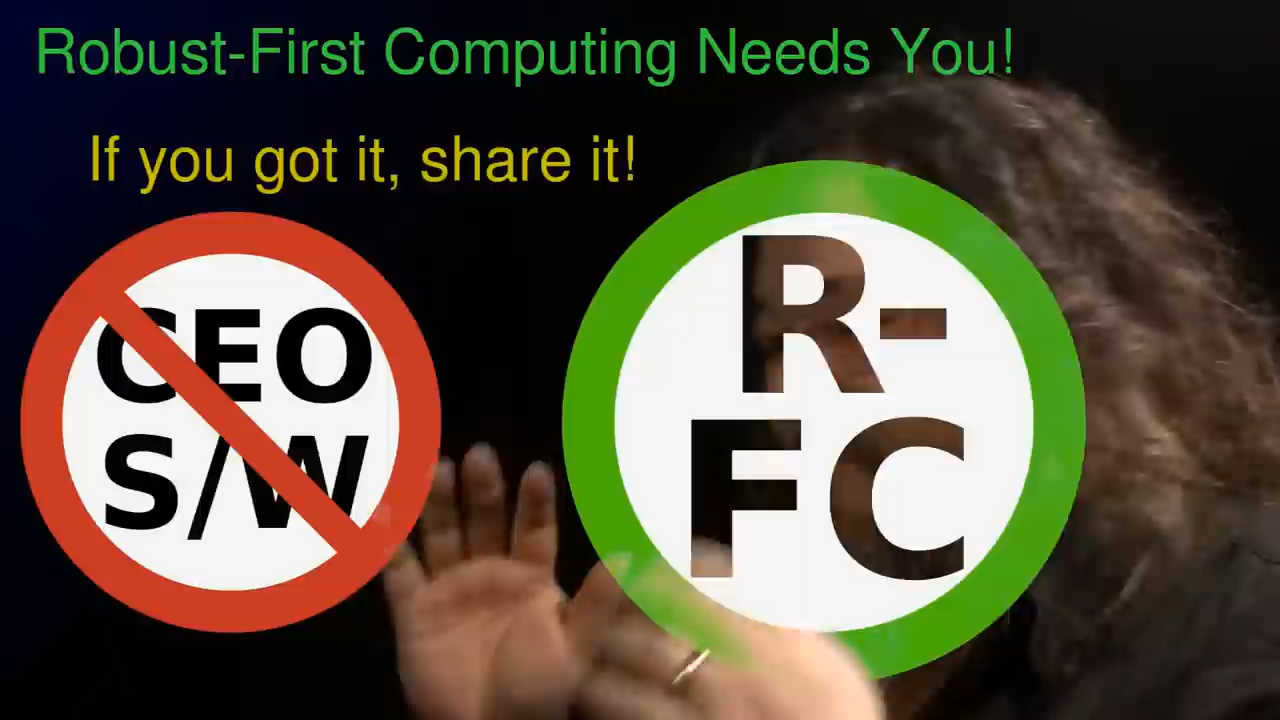 Robust-First Computing Needs You!
If you got it, share it!
CEO
S/W
R-
FC